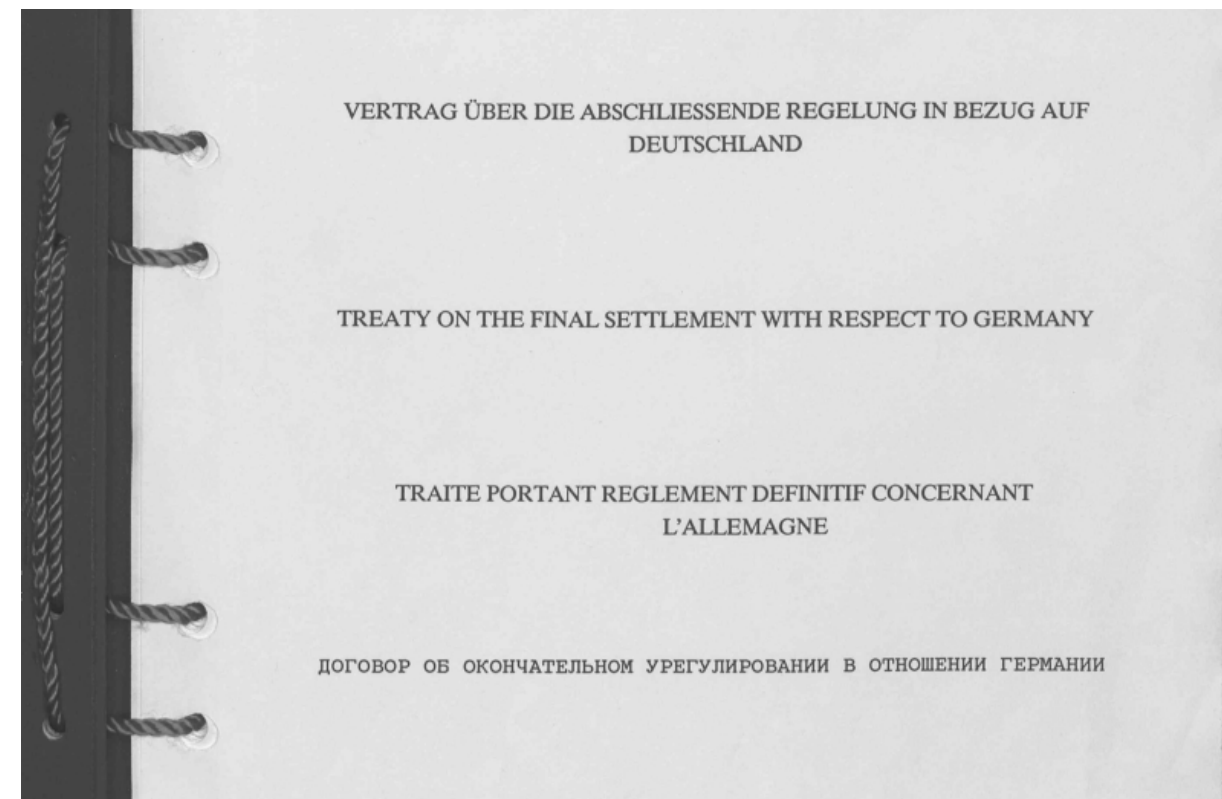 VERTRAG ÜBER DIE ABSCHLIESSENDE REGELUNG IN BEZUG AUF
DEUTSCHLAND
TREATY ON THE FINAL SETTLEMENT WITH RESPECT TO GERMANY
TRAITE PORTANT REGLEMENT DEFINITIF CONCERNANT
L'ALLEMAGNE
ДОГОВОР ОБ ОКОНЧАТЕЛЬНОМ УРЕГУЛИРОВАНИИ В ОТНОШЕНИИ ГЕРМАНИИ